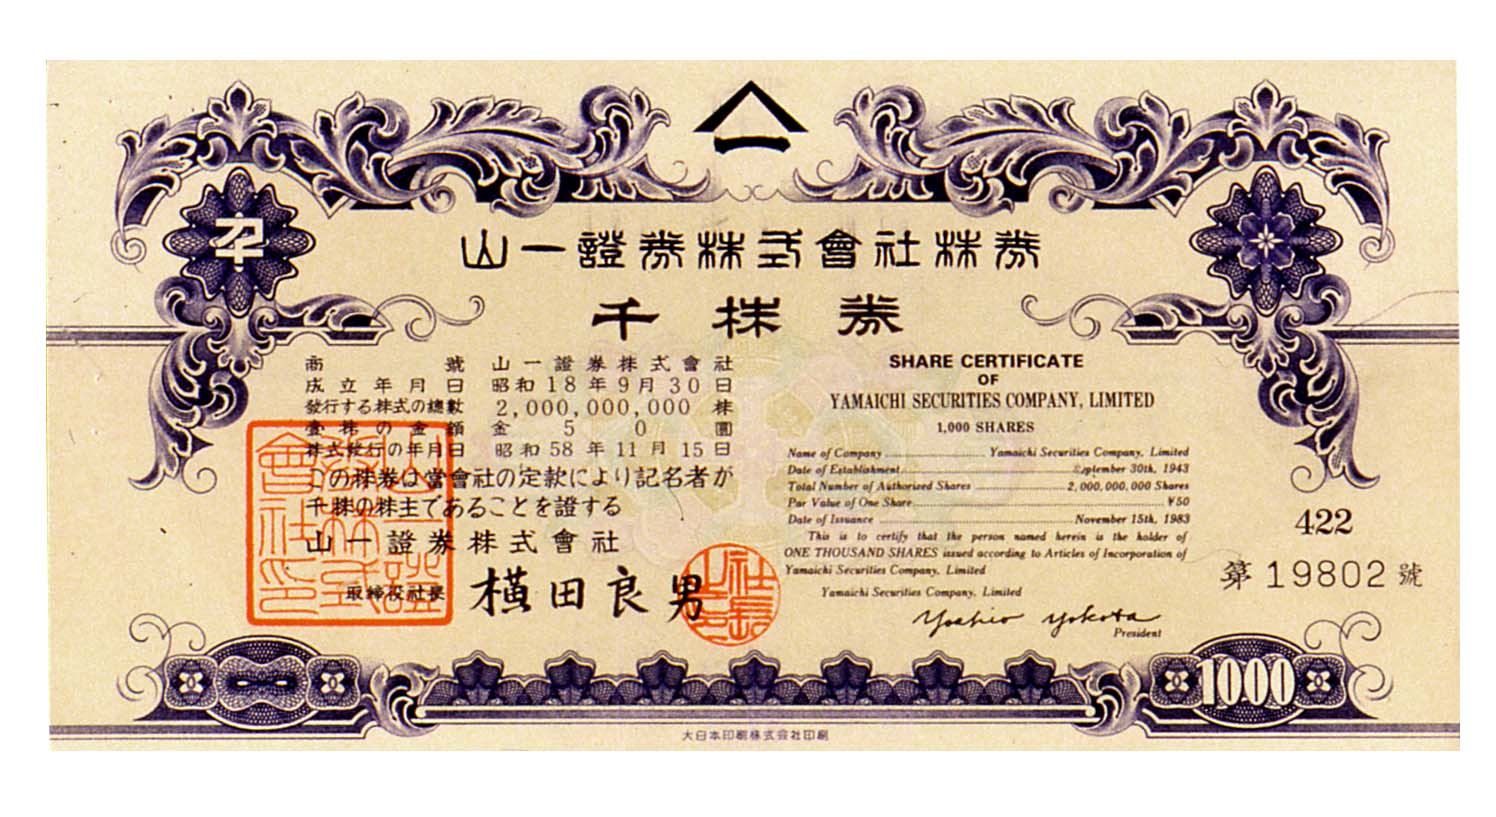 山一證券株式會社株券
千株券
商號 山一證券株式會社
成立年月日 昭和18年9月30日
發行する株式の總數 2,000,000,000株
壹株の金額 金50圓
株式發行の年月日 昭和58年11月15日
この株券は當會社の定款により記名者が
千株の株主であることを證する
山一證券株式會社
取締役社長 横田良男
SHARE CERTIFICATE
OF
YAMAICHI SECURITIES COMPANY, LIMITED
1,000 SHARES
Name of Company Yamaichi Securities Company, Limited
Date of Establishment September 30th, 1943
Total Number of Authorized Shares 2,000,000,000 Shares
Par Value of One Share ¥50
Date of Issuance November 15th, 1983
This is to certify that the person named herein is the holder of
ONE THOUSAND SHARES issued according to Articles of Incorporation of
Yamaichi Securities Company, Limited
Yamaichi Securities Company, Limited
Yoshio Yokota
President
422
第19802號
1000
大日本印刷株式会社印刷